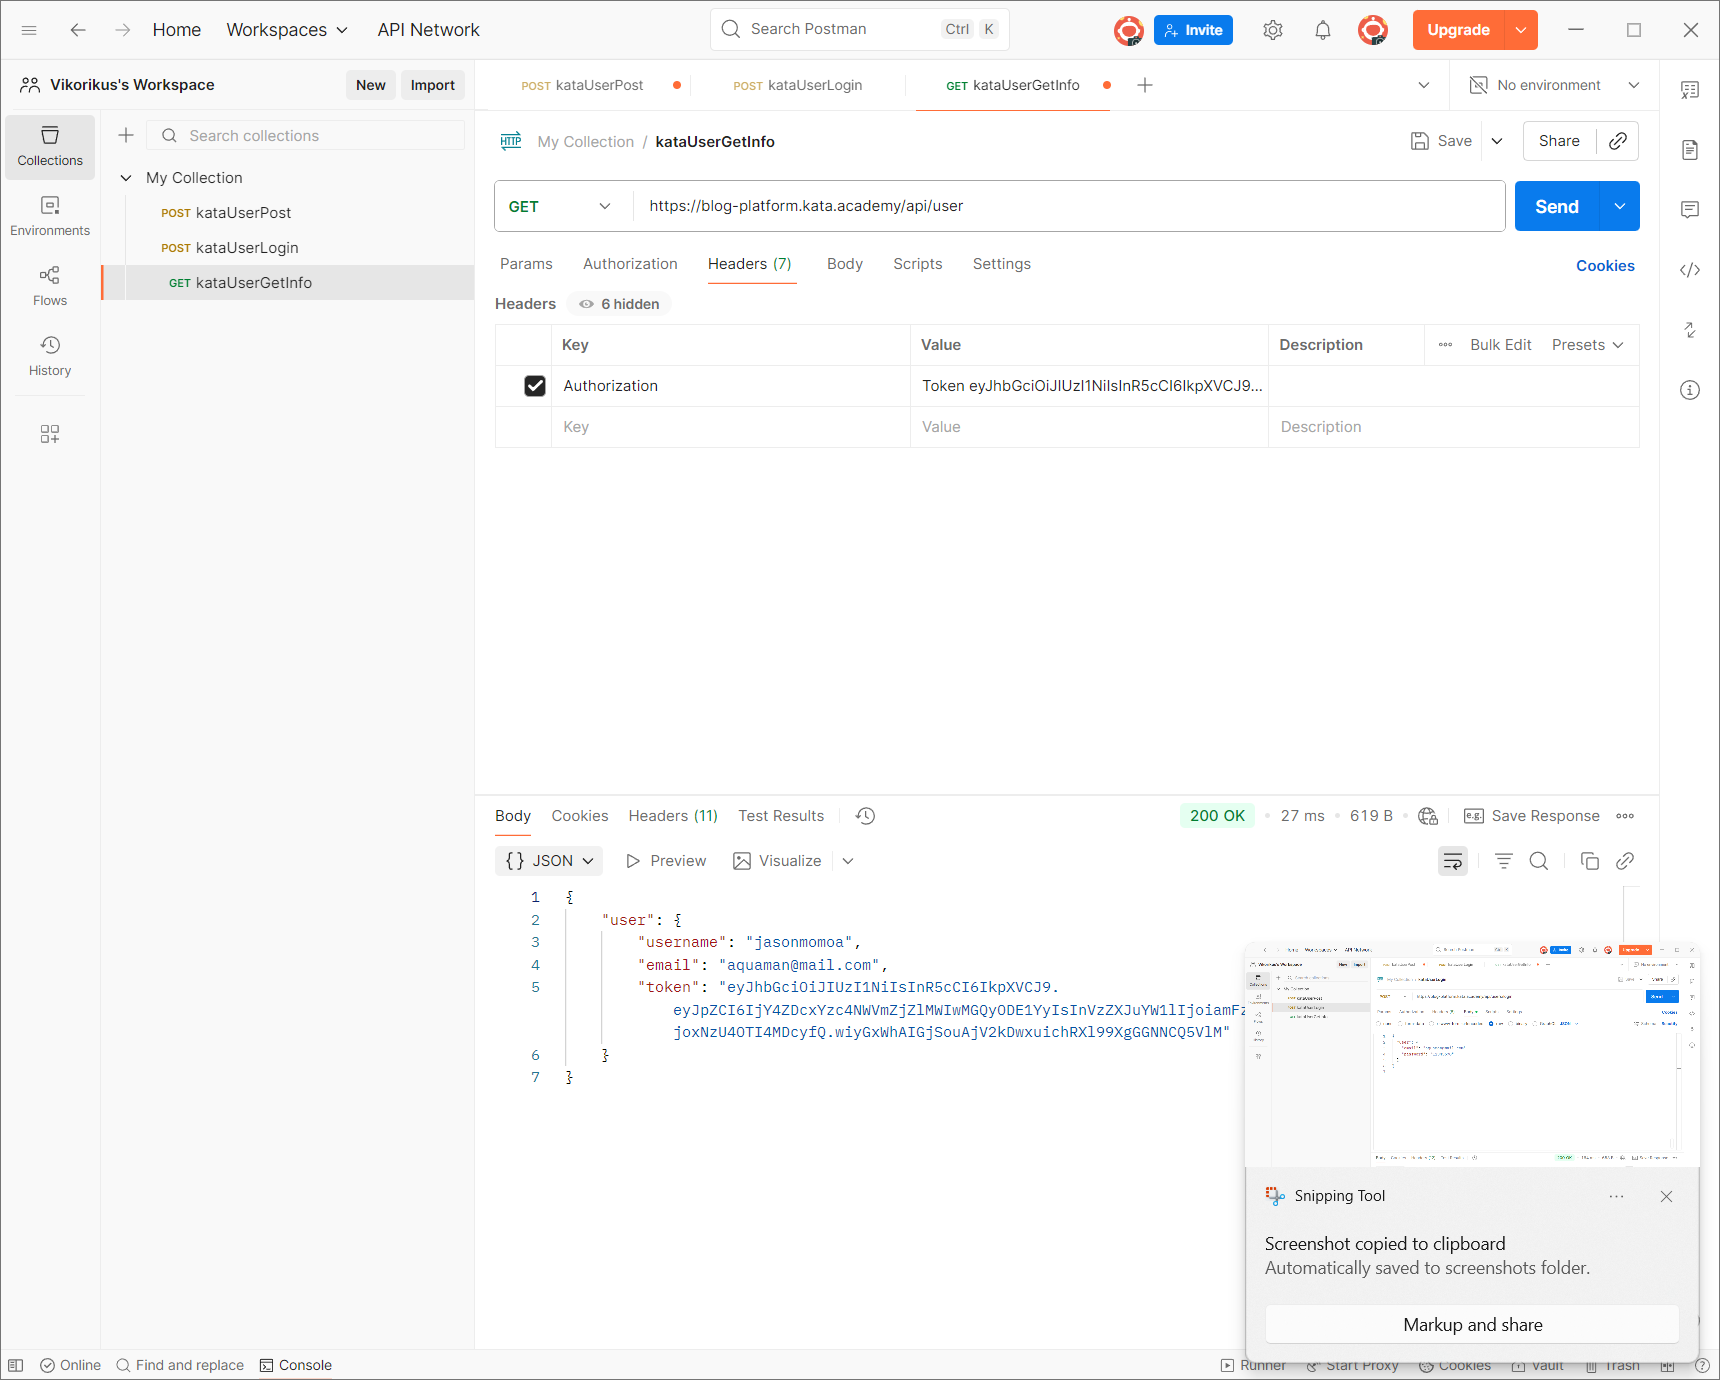 Home
Workspaces
API Network
Search Postman
Ctrl K
Invite
Upgrade
Vikorikus's Workspace
New
Import
POST kataUserPost
POST kataUserLogin
GET kataUserGetInfo
No environment
Collections
Environments
Flows
History
Search collections
My Collection
POST kataUserPost
POST kataUserLogin
GET kataUserGetInfo
HTTP
My Collection / kataUserGetInfo
Save
Share
GET
https://blog-platform.kata.academy/api/user
Send
Params
Authorization
Headers (7)
Body
Scripts
Settings
Cookies
Headers
6 hidden
Key
Value
Description
Bulk Edit
Presets
Authorization
Token eyJhbGciOiJIUzI1NiIsInR5cCI6IkpXVCJ9...
Key
Value
Description
Body
Cookies
Headers (11)
Test Results
200 OK
27 ms
619 B
e.g.
Save Response
{} JSON
Preview
Visualize
1 {
2 "user": {
3 "username": "jasonmomoa",
4 "email": "aquaman@mail.com",
5 "token": "eyJhbGciOiJIUzI1NiIsInR5cCI6IkpXVCJ9.
eyJpZCI6IjY4ZDcxYzc4NWVmZjZlMWIwMGQyODE1YyIsInVzZXJuYW1lIjoiamFz
joxNzU4OTI4MDcyfQ.wiyGxWhAIGjSouAjV2kDwxuichRXl99XgGGNNCQ5VlM"
6 }
7 }
Snipping Tool
Screenshot copied to clipboard
Automatically saved to screenshots folder.
Markup and share
Online
Find and replace
Console
Runner
Start Proxy
Cookies
Vault
Trash